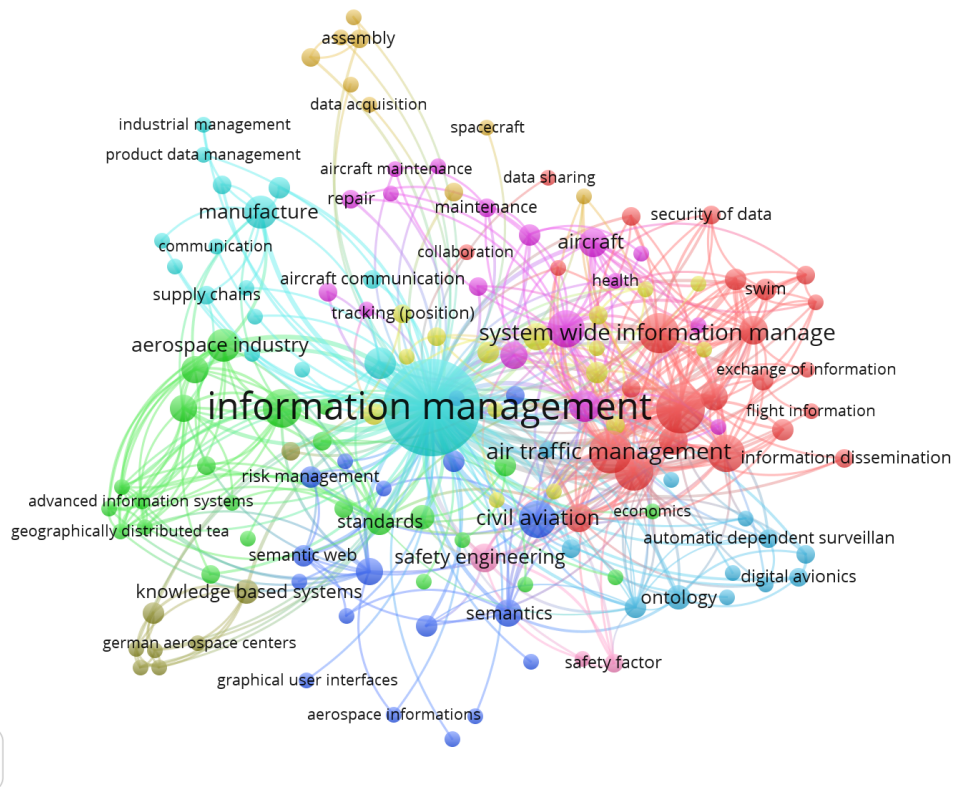 assembly
data acquisition
industrial management
spacecraft
product data management
aircraft maintenance
data sharing
repair
maintenance
manufacture
security of data
communication
collaboration
aircraft
aircraft communication
health
swim
supply chains
tracking (position)
system wide information manage
aerospace industry
exchange of information
information management
flight information
air traffic management
information dissemination
risk management
advanced information systems
economics
standards
civil aviation
geographically distributed tea
automatic dependent surveillan
semantic web
safety engineering
digital avionics
knowledge based systems
ontology
semantics
german aerospace centers
safety factor
graphical user interfaces
aerospace informations